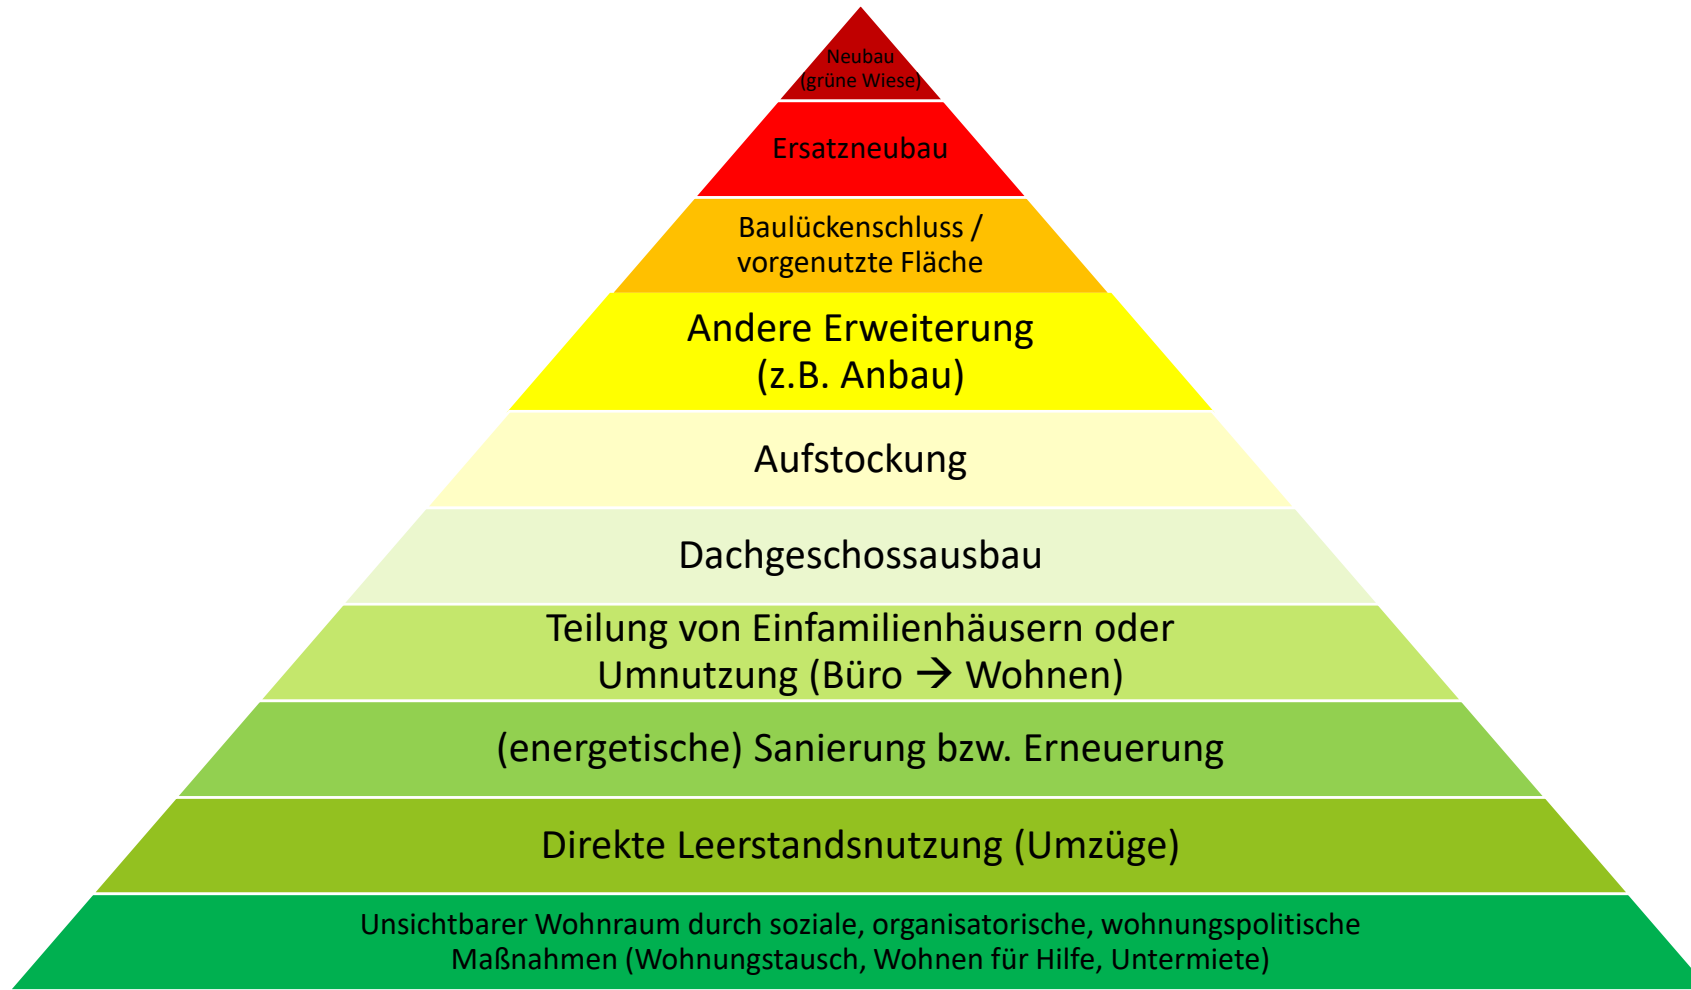 Neubau
(grüne Wiese)
Ersatzneubau
Baulückenschluss /
vorgenutzte Fläche
Andere Erweiterung
(z.B. Anbau)
Aufstockung
Dachgeschossausbau
Teilung von Einfamilienhäusern oder
Umnutzung (Büro → Wohnen)
(energetische) Sanierung bzw. Erneuerung
Direkte Leerstandsnutzung (Umzüge)
Unsichtbarer Wohnraum durch soziale, organisatorische, wohnungspolitische
Maßnahmen (Wohnungstausch, Wohnen für Hilfe, Untermiete)